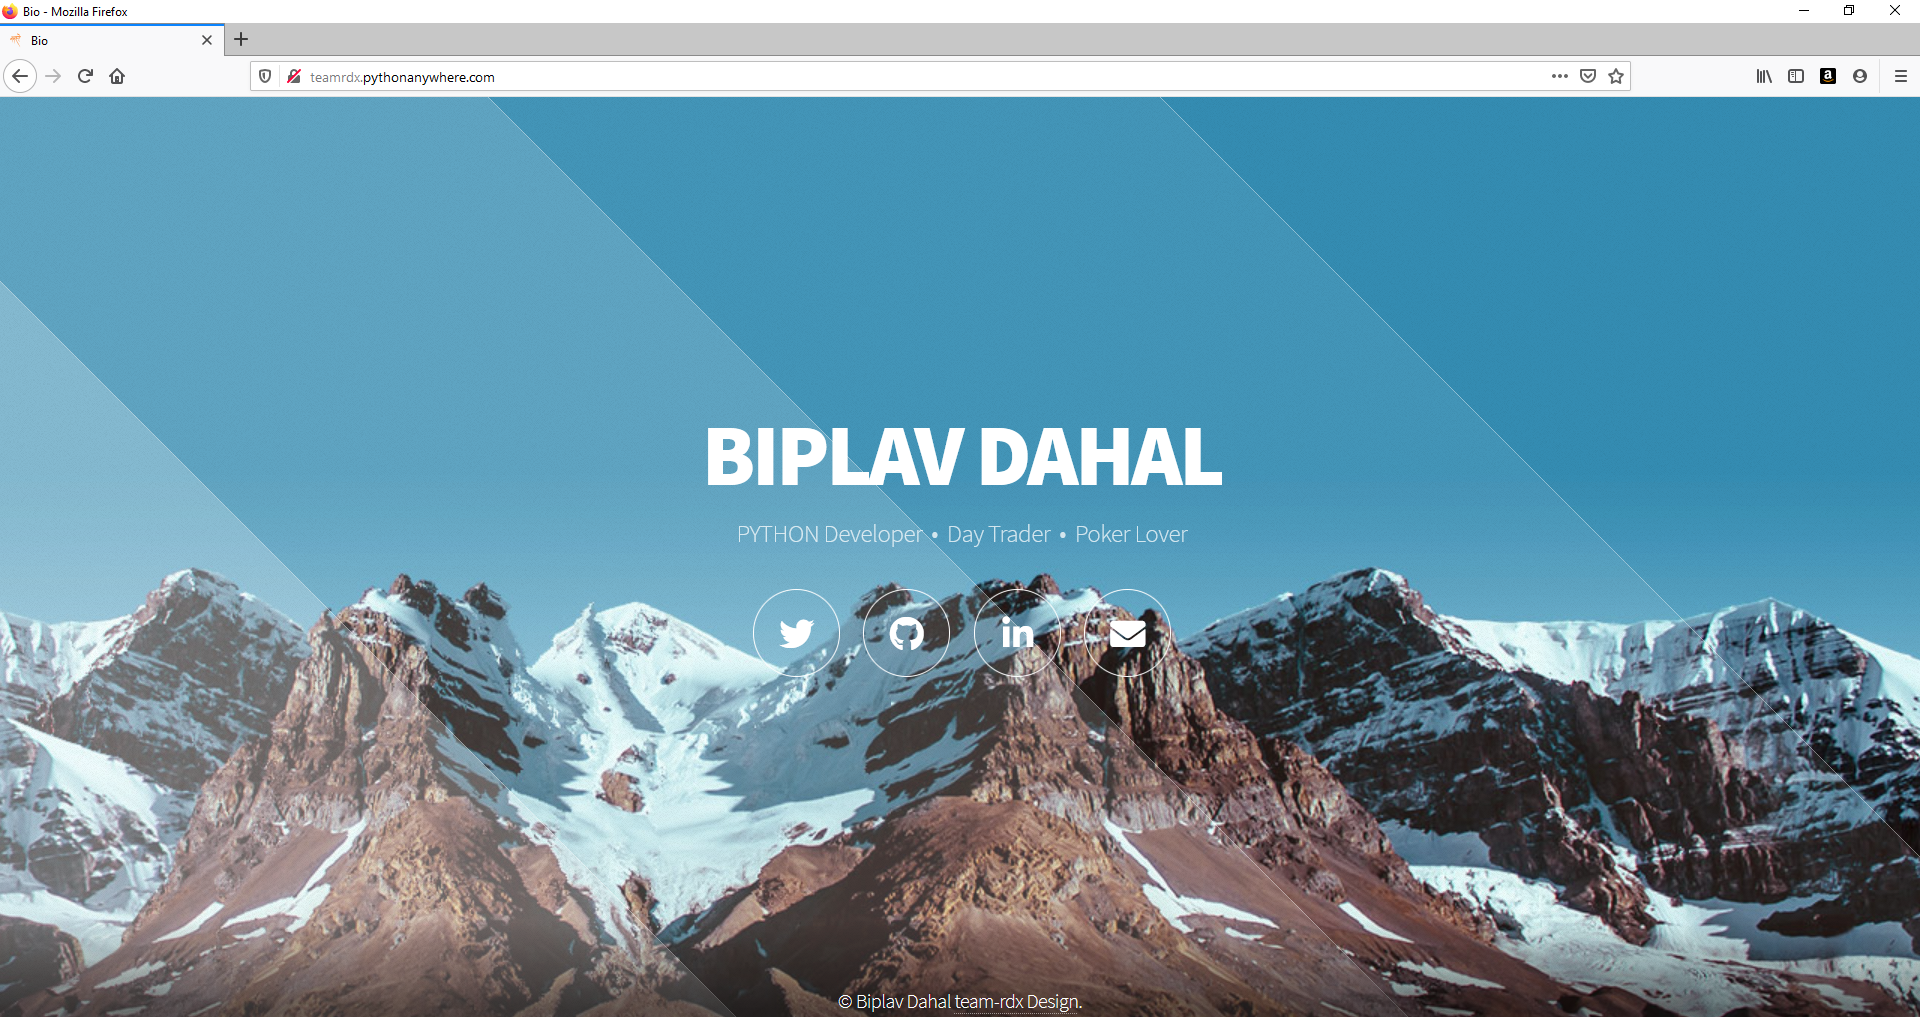 Bio - Mozilla Firefox
Bio
teamrdx.pythonanywhere.com
BIPLAV DAHAL
PYTHON Developer • Day Trader • Poker Lover
© Biplav Dahal team-rdx Design.